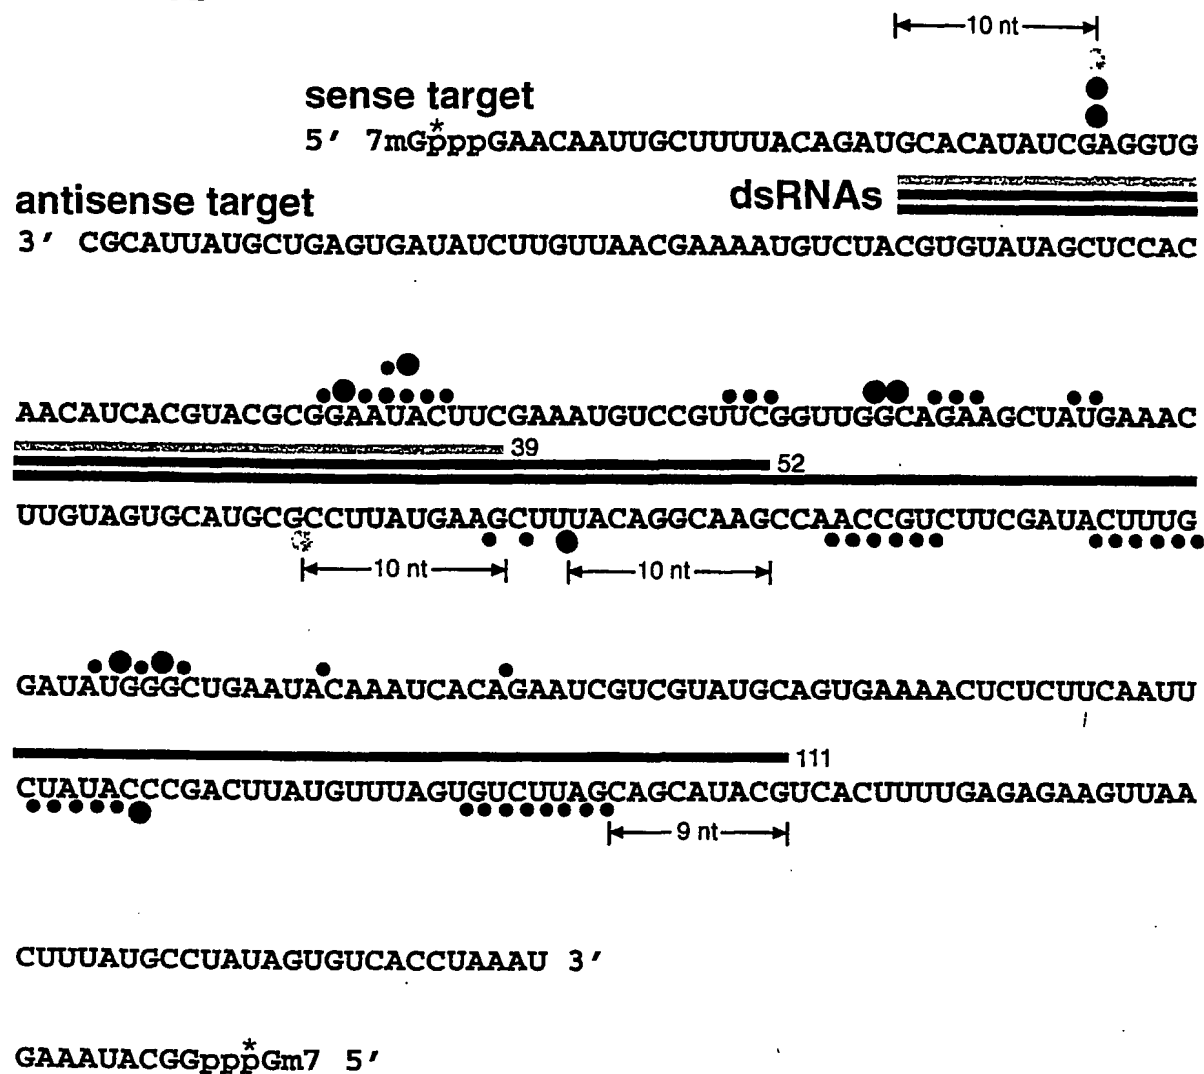 10 nt
sense target
*
5′ 7mGpppGAACAAUUGCUUUUACAGAUGCACAUAUCGAGGUG
dsRNAs
antisense target
3′ CGCAUUAUGCUGAGUGAUAUCUUGUUAACGAAAAUGUCUACGUGUAUAGCUCCAC
AACAUCACGUACGCGGAAUACUUCGAAAUGUCCGUUCGGUUGGCAGAAGCUAUGAAAC
39
52
UUGUAGUGCAUGCGCCUUAUGAAGCUUUACAGGCAAGCCAACCGUCUUCGAUACUUUG
10 nt 10 nt
GAUAUGGGCUGAAUACAAAUCACAGAAUCGUCGUAUGCAGUGAAAACUCUCUUCAAUU
111
CUAUACCCGACUUAUGUUUAGUGUCUUAGCAGCAUACGUCACUUUUGAGAGAAGUUAA
9 nt
CUUUAUGCCUAUAGUGUCACCUAAAU 3′
*
GAAAUACGGpppGm7 5′